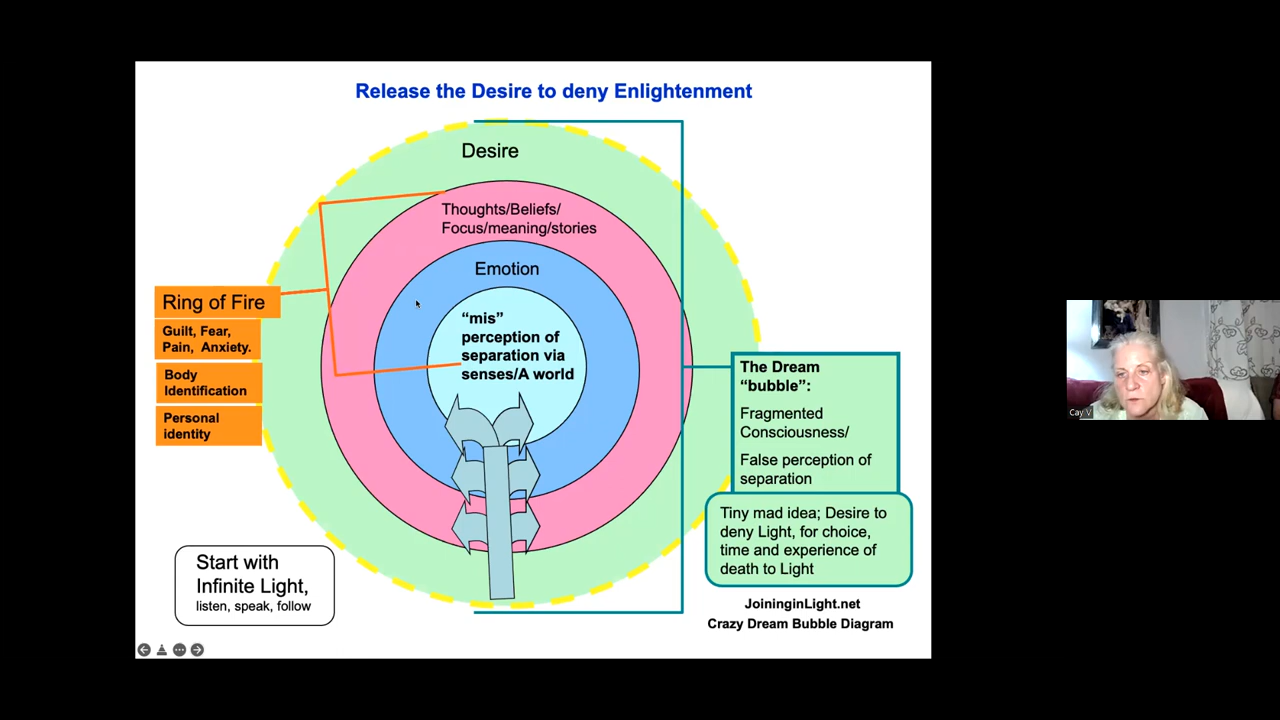 Release the Desire to deny Enlightenment
Desire
Thoughts/Beliefs/
Focus/meaning/stories
Emotion
“mis”
perception of
separation via
senses/A world
Ring of Fire
Guilt, Fear,
Pain, Anxiety.
Body
Identification
Personal
identity
The Dream
“bubble”:
Fragmented
Consciousness/
False perception of
separation
Tiny mad idea; Desire to
deny Light, for choice,
time and experience of
death to Light
Start with
Infinite Light,
listen, speak, follow
JoininginLight.net
Crazy Dream Bubble Diagram
Cay V